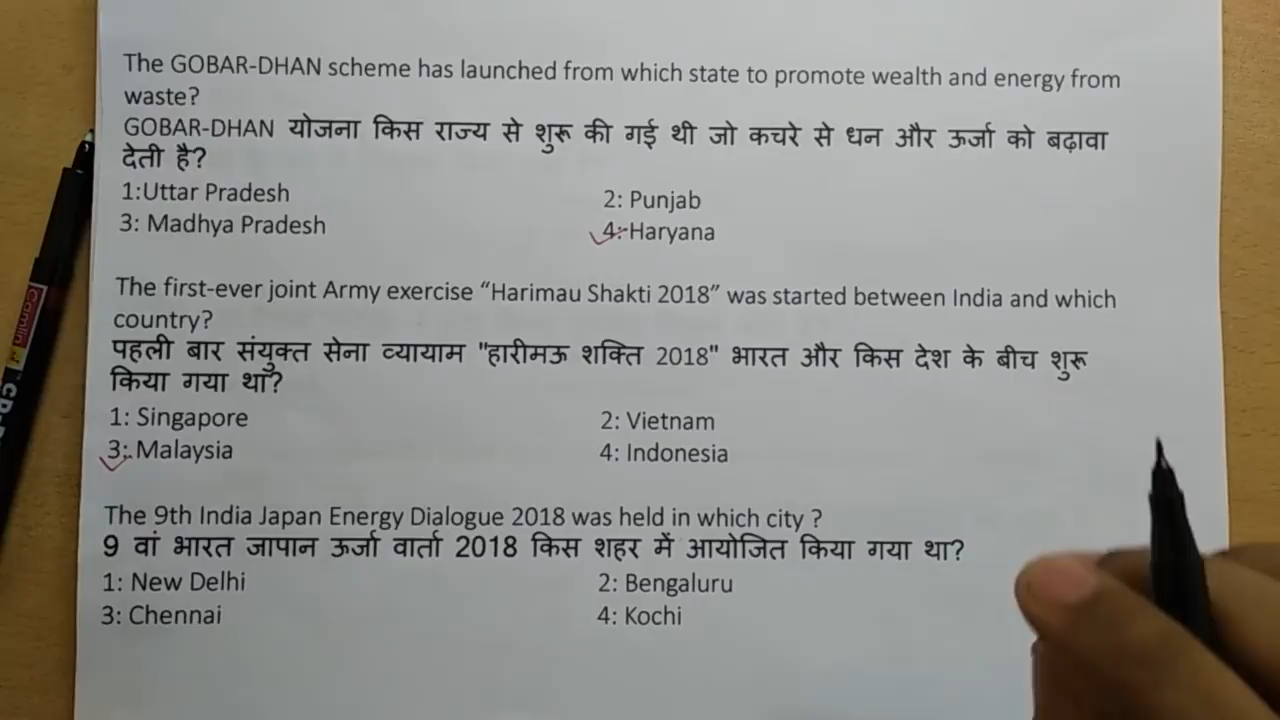 The GOBAR-DHAN scheme has launched from which state to promote wealth and energy from
waste?
GOBAR-DHAN योजना किस राज्य से शुरू की गई थी जो कचरे से धन और ऊर्जा को बढ़ावा
देती है?
1:Uttar Pradesh 2: Punjab
3: Madhya Pradesh 4: Haryana
The first-ever joint Army exercise “Harimau Shakti 2018” was started between India and which
country?
पहली बार संयुक्त सेना व्यायाम "हारीमऊ शक्ति 2018" भारत और किस देश के बीच शुरू
किया गया था?
1: Singapore 2: Vietnam
3: Malaysia 4: Indonesia
The 9th India Japan Energy Dialogue 2018 was held in which city ?
9 वां भारत जापान ऊर्जा वार्ता 2018 किस शहर में आयोजित किया गया था?
1: New Delhi 2: Bengaluru
3: Chennai 4: Kochi
camlin